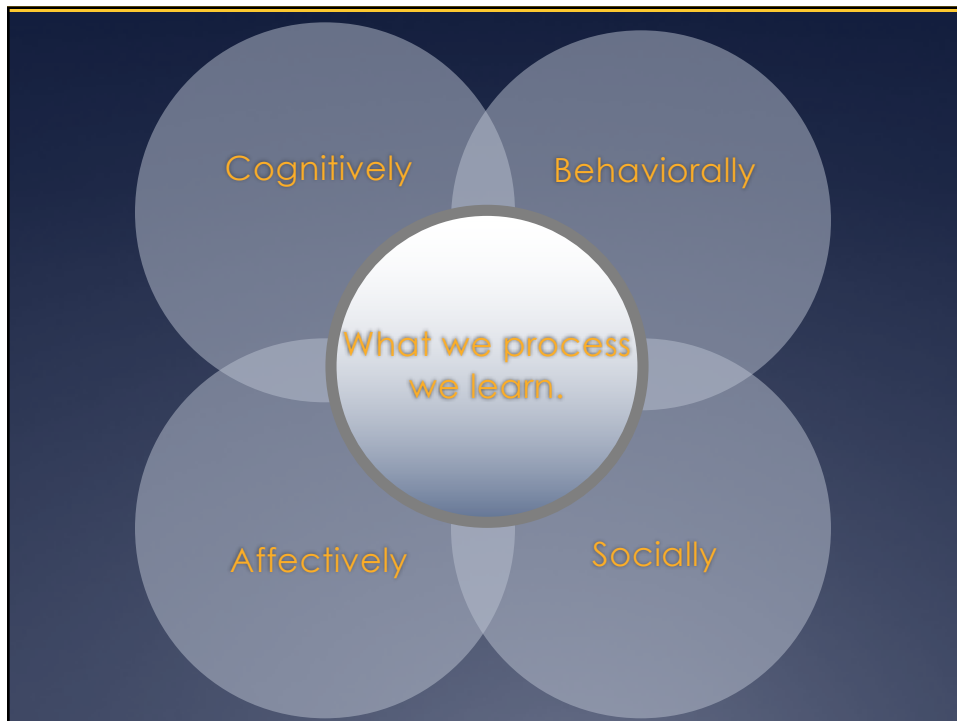 Cognitively
Behaviorally
What we process
we learn.
Affectively
Socially